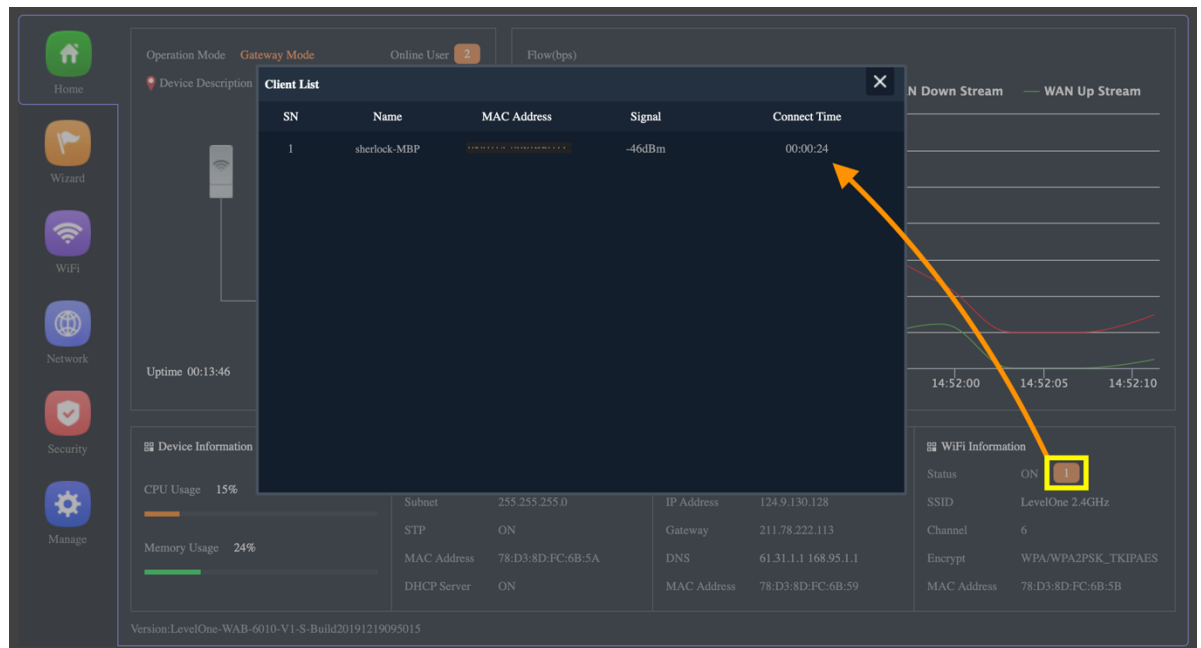 Home
Wizard
WiFi
Network
Security
Manage
Operation Mode Gateway Mode Online User 2
Device Description
Flow(bps)
N Down Stream WAN Up Stream
Client List
SN Name MAC Address Signal Connect Time
1 sherlock-MBP -46dBm 00:00:24
Uptime 00:13:46
14:52:00 14:52:05 14:52:10
Device Information
CPU Usage 15%
Memory Usage 24%
Subnet 255.255.255.0
STP ON
MAC Address 78:D3:8D:FC:6B:5A
DHCP Server ON
IP Address 124.9.130.128
Gateway 211.78.222.113
DNS 61.31.1.1 168.95.1.1
MAC Address 78:D3:8D:FC:6B:59
WiFi Information
Status ON 1
SSID LevelOne 2.4GHz
Channel 6
Encrypt WPA/WPA2PSK_TKIPAES
MAC Address 78:D3:8D:FC:6B:5B
Version:LevelOne-WAB-6010-V1-S-Build20191219095015